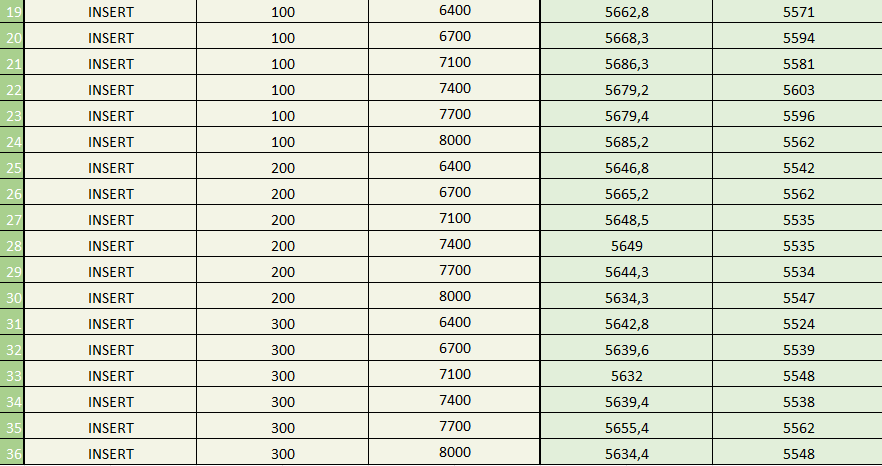 19 INSERT 100 6400 5662,8 5571
20 INSERT 100 6700 5668,3 5594
21 INSERT 100 7100 5686,3 5581
22 INSERT 100 7400 5679,2 5603
23 INSERT 100 7700 5679,4 5596
24 INSERT 100 8000 5685,2 5562
25 INSERT 200 6400 5646,8 5542
26 INSERT 200 6700 5665,2 5562
27 INSERT 200 7100 5648,5 5535
28 INSERT 200 7400 5649 5535
29 INSERT 200 7700 5644,3 5534
30 INSERT 200 8000 5634,3 5547
31 INSERT 300 6400 5642,8 5524
32 INSERT 300 6700 5639,6 5539
33 INSERT 300 7100 5632 5548
34 INSERT 300 7400 5639,4 5538
35 INSERT 300 7700 5655,4 5562
36 INSERT 300 8000 5634,4 5548